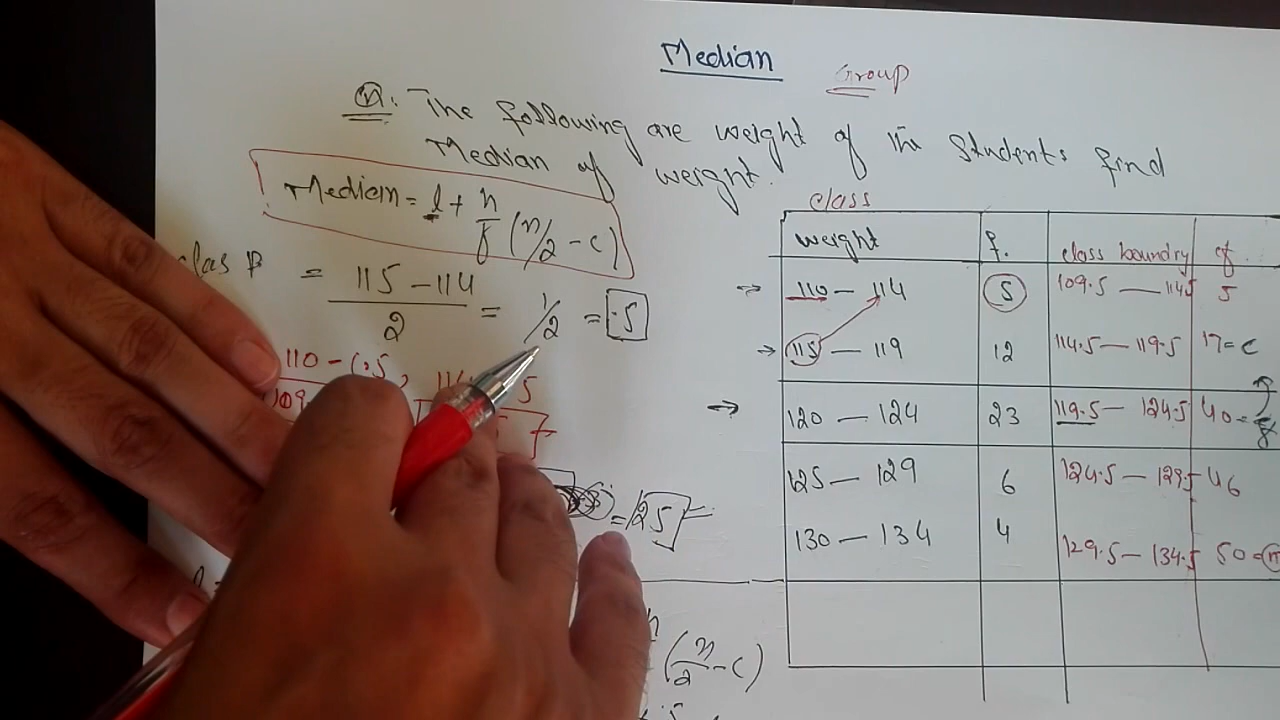 Median Group
Qn: The following are weight of the students find
Median of weight.
Median = l + h/f (n/2 - c)
class
weight f. class boundry cf
110 — 114 5 109.5 — 114.5 5
115 — 119 12 114.5 — 119.5 17=c
120 — 124 23 119.5 — 124.5 40=
125 — 129 6 124.5 — 129.5 46
130 — 134 4 129.5 — 134.5 50=n
= 115 - 114 / 2 = 1/2 = .5
110 - (.5,
= 25
(n/2 - c)